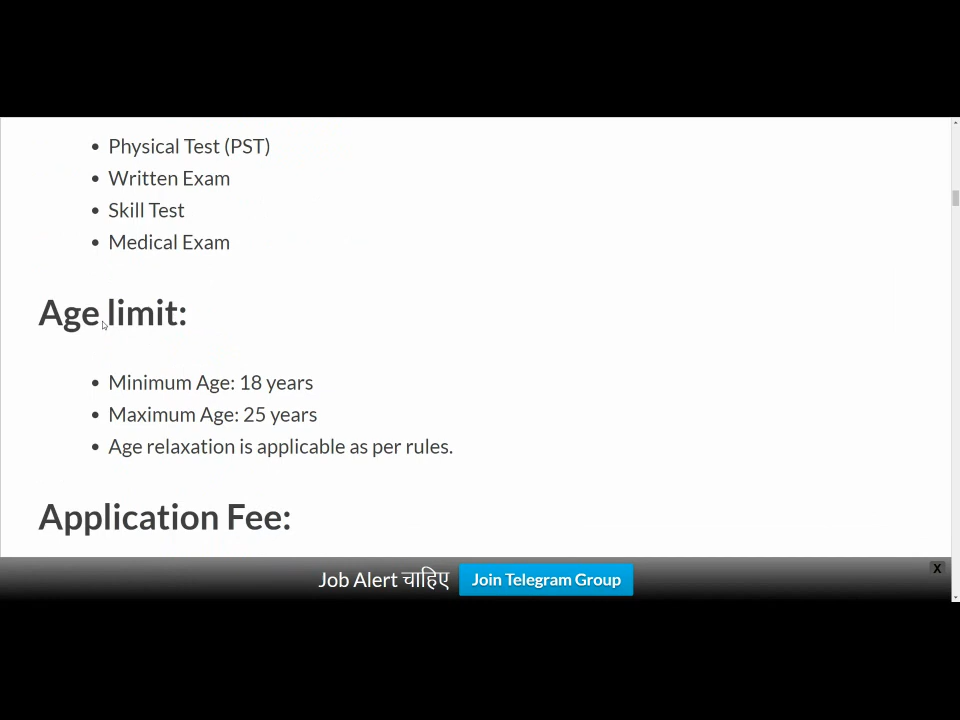 • Physical Test (PST)
• Written Exam
• Skill Test
• Medical Exam
Age limit:
• Minimum Age: 18 years
• Maximum Age: 25 years
• Age relaxation is applicable as per rules.
Application Fee:
Job Alert चाहिए Join Telegram Group X